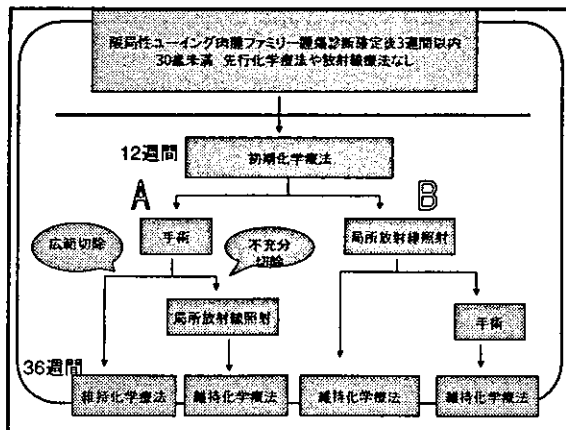 限局性ユーイング肉腫ファミリー腫瘍診断確定後3週間以内
30歳未満 先行化学療法や放射線療法なし
12週間
初期化学療法
A
B
手術
局所放射線照射
広範切除
不充分
切除
局所放射線照射
手術
36週間
維持化学療法
維持化学療法
維持化学療法
維持化学療法